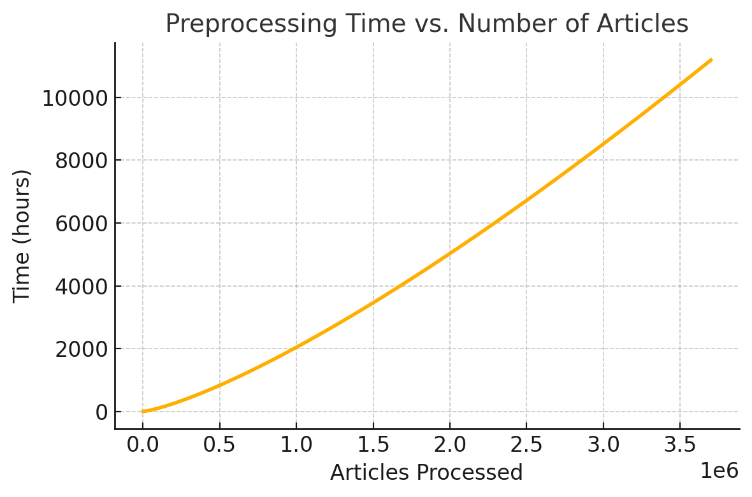 Preprocessing Time vs. Number of Articles
10000
8000
6000
4000
2000
0
Time (hours)
0.0 0.5 1.0 1.5 2.0 2.5 3.0 3.5
1e6
Articles Processed